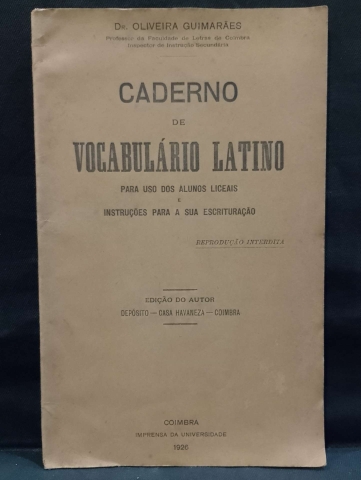 DR. OLIVEIRA GUIMARÃES
Professor da Faculdade de Letras de Coimbra
Inspector de Instrução Secundária
CADERNO
DE
VOCABULÁRIO LATINO
PARA USO DOS ALUNOS LICEAIS
E
INSTRUÇÕES PARA A SUA ESCRITURAÇÃO
REPRODUÇÃO INTERDITA
EDIÇÃO DO AUTOR
DEPÓSITO — CASA HAVANEZA — COIMBRA
COIMBRA
IMPRENSA DA UNIVERSIDADE
1926